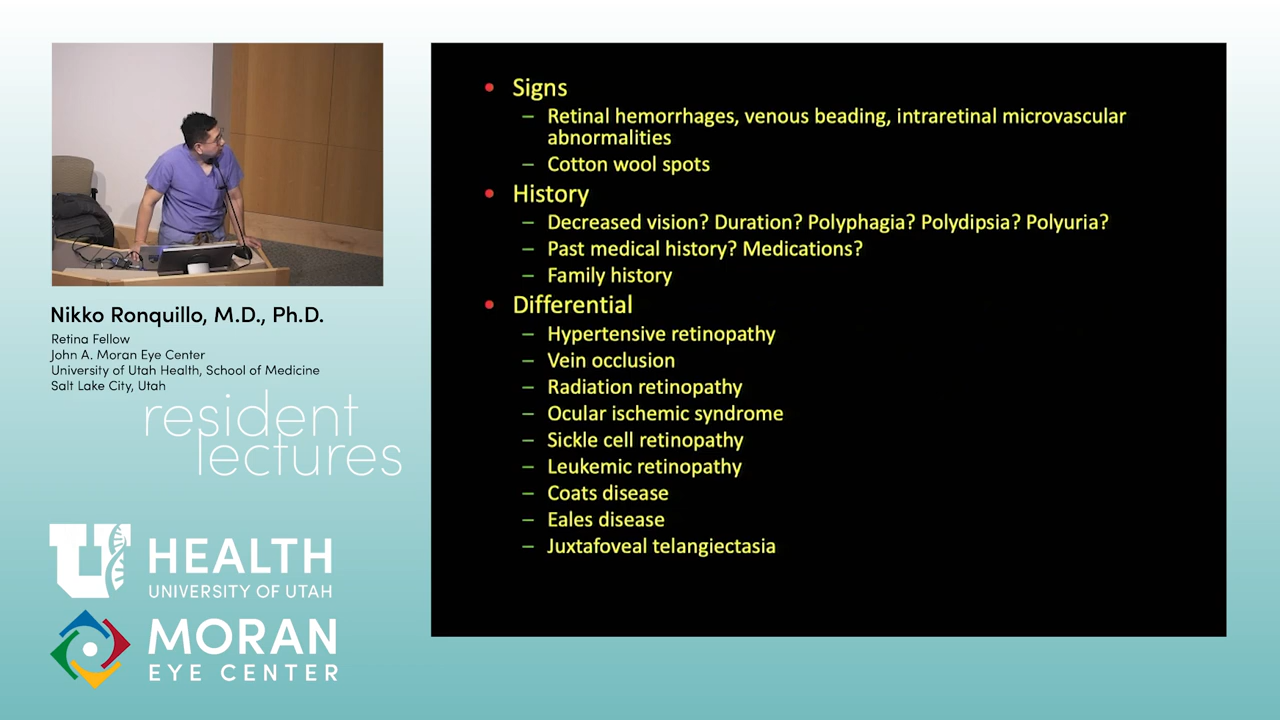 • Signs
– Retinal hemorrhages, venous beading, intraretinal microvascular
abnormalities
– Cotton wool spots
• History
– Decreased vision? Duration? Polyphagia? Polydipsia? Polyuria?
– Past medical history? Medications?
– Family history
• Differential
– Hypertensive retinopathy
– Vein occlusion
– Radiation retinopathy
– Ocular ischemic syndrome
– Sickle cell retinopathy
– Leukemic retinopathy
– Coats disease
– Eales disease
– Juxtafoveal telangiectasia
Nikko Ronquillo, M.D., Ph.D.
Retina Fellow
John A. Moran Eye Center
University of Utah Health, School of Medicine
Salt Lake City, Utah
resident
lectures
U HEALTH
UNIVERSITY OF UTAH
MORAN
EYE CENTER